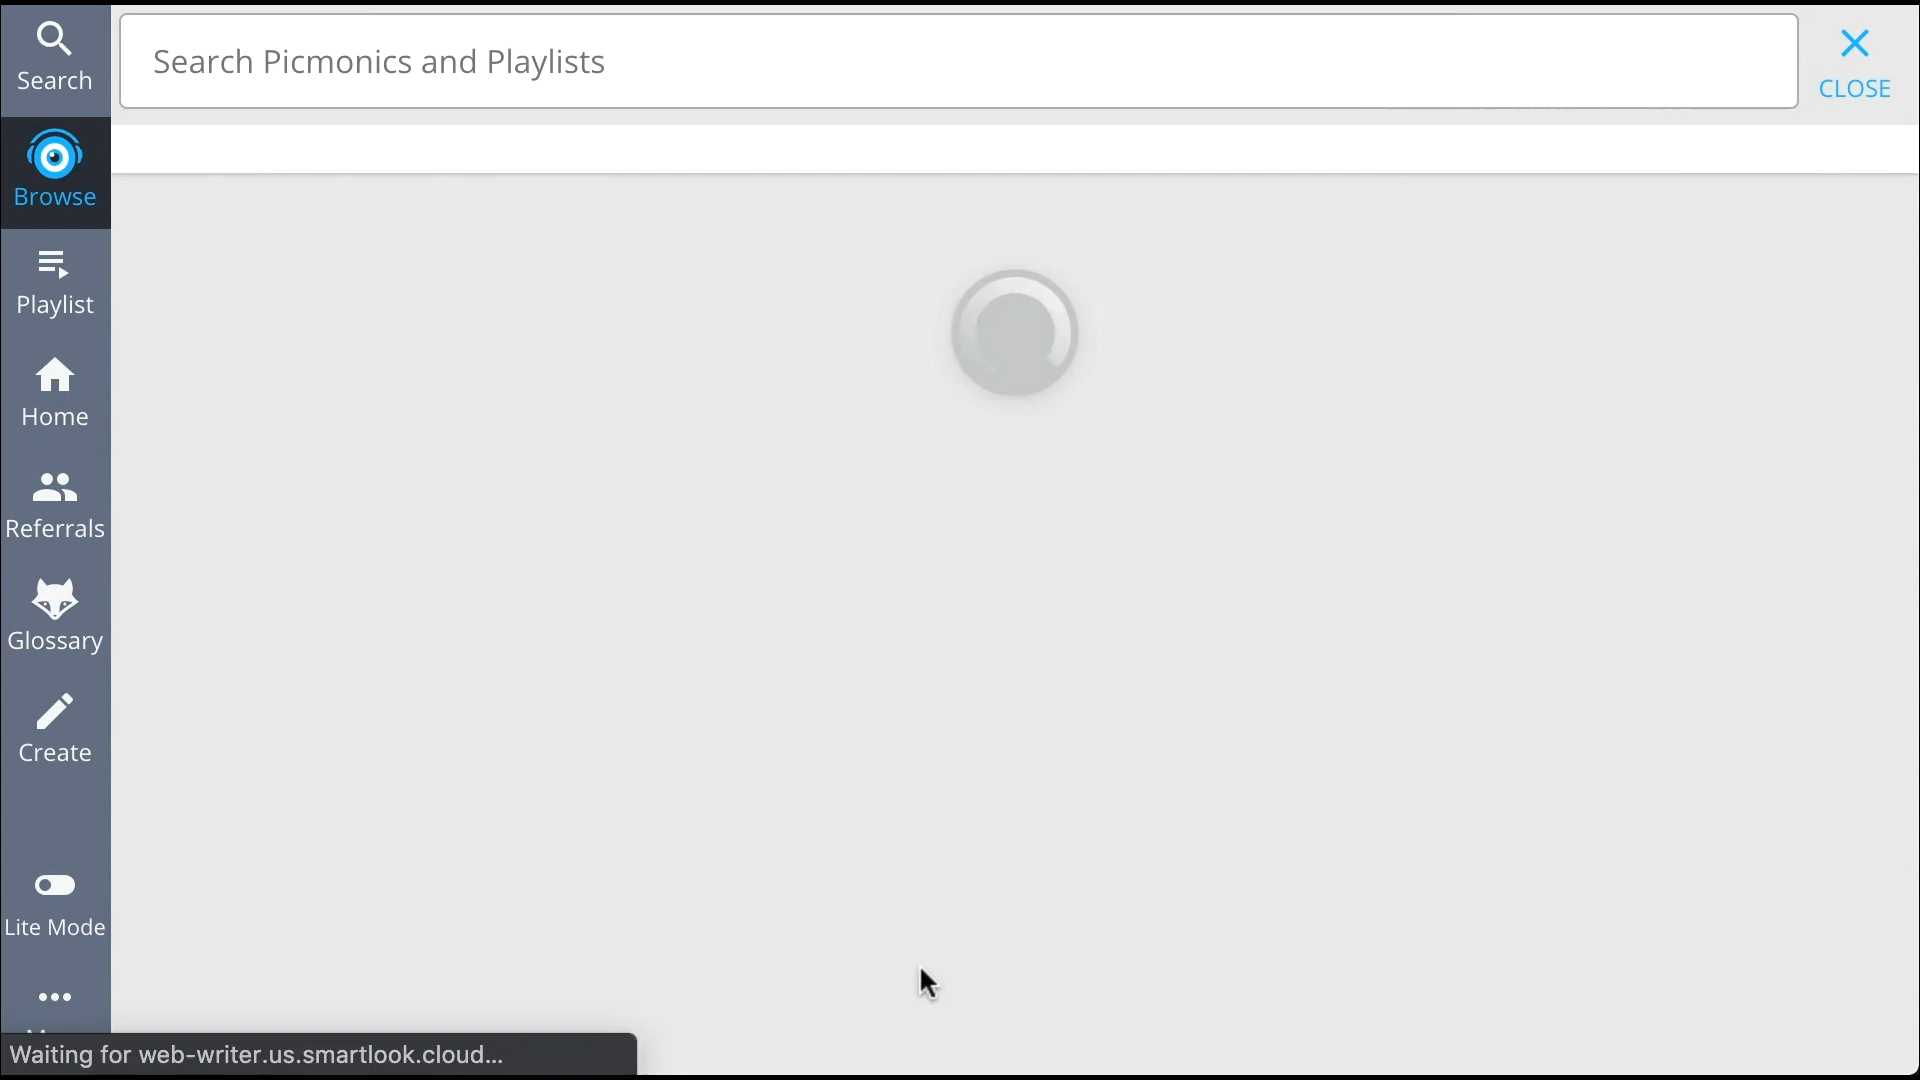 Search
Search Picmonics and Playlists
CLOSE
Browse
Playlist
Home
Referrals
Glossary
Create
Lite Mode
Waiting for web-writer.us.smartlook.cloud...